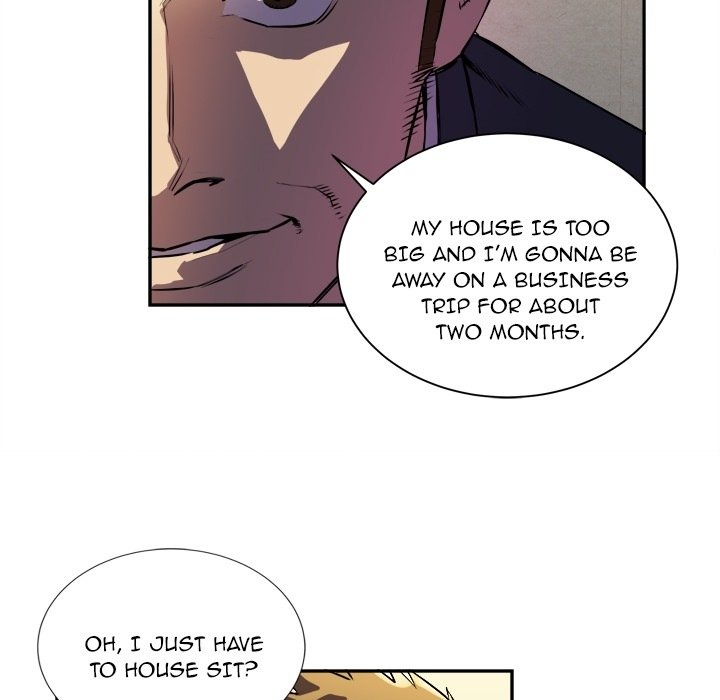 MY HOUSE IS TOO
BIG AND I'M GONNA BE
AWAY ON A BUSINESS
TRIP FOR ABOUT
TWO MONTHS.
OH, I JUST HAVE
TO HOUSE SIT?